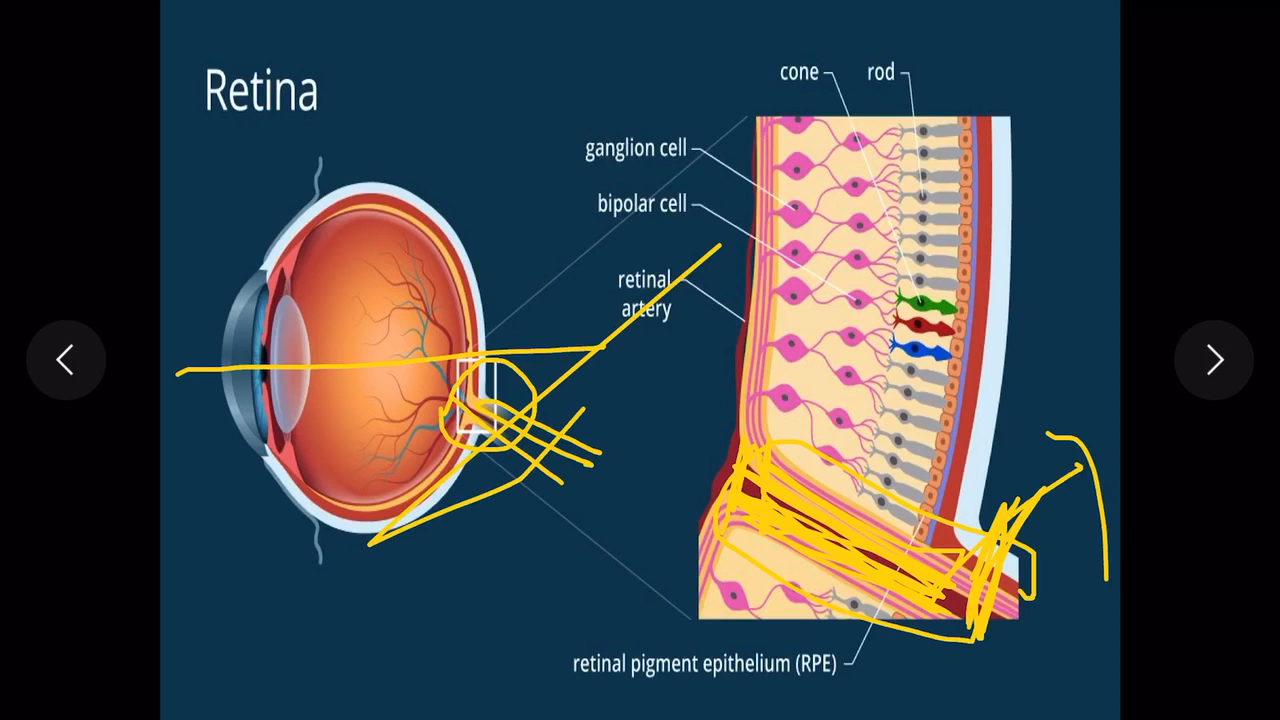 Retina
cone
rod
ganglion cell
bipolar cell
retinal
artery
retinal pigment epithelium (RPE)